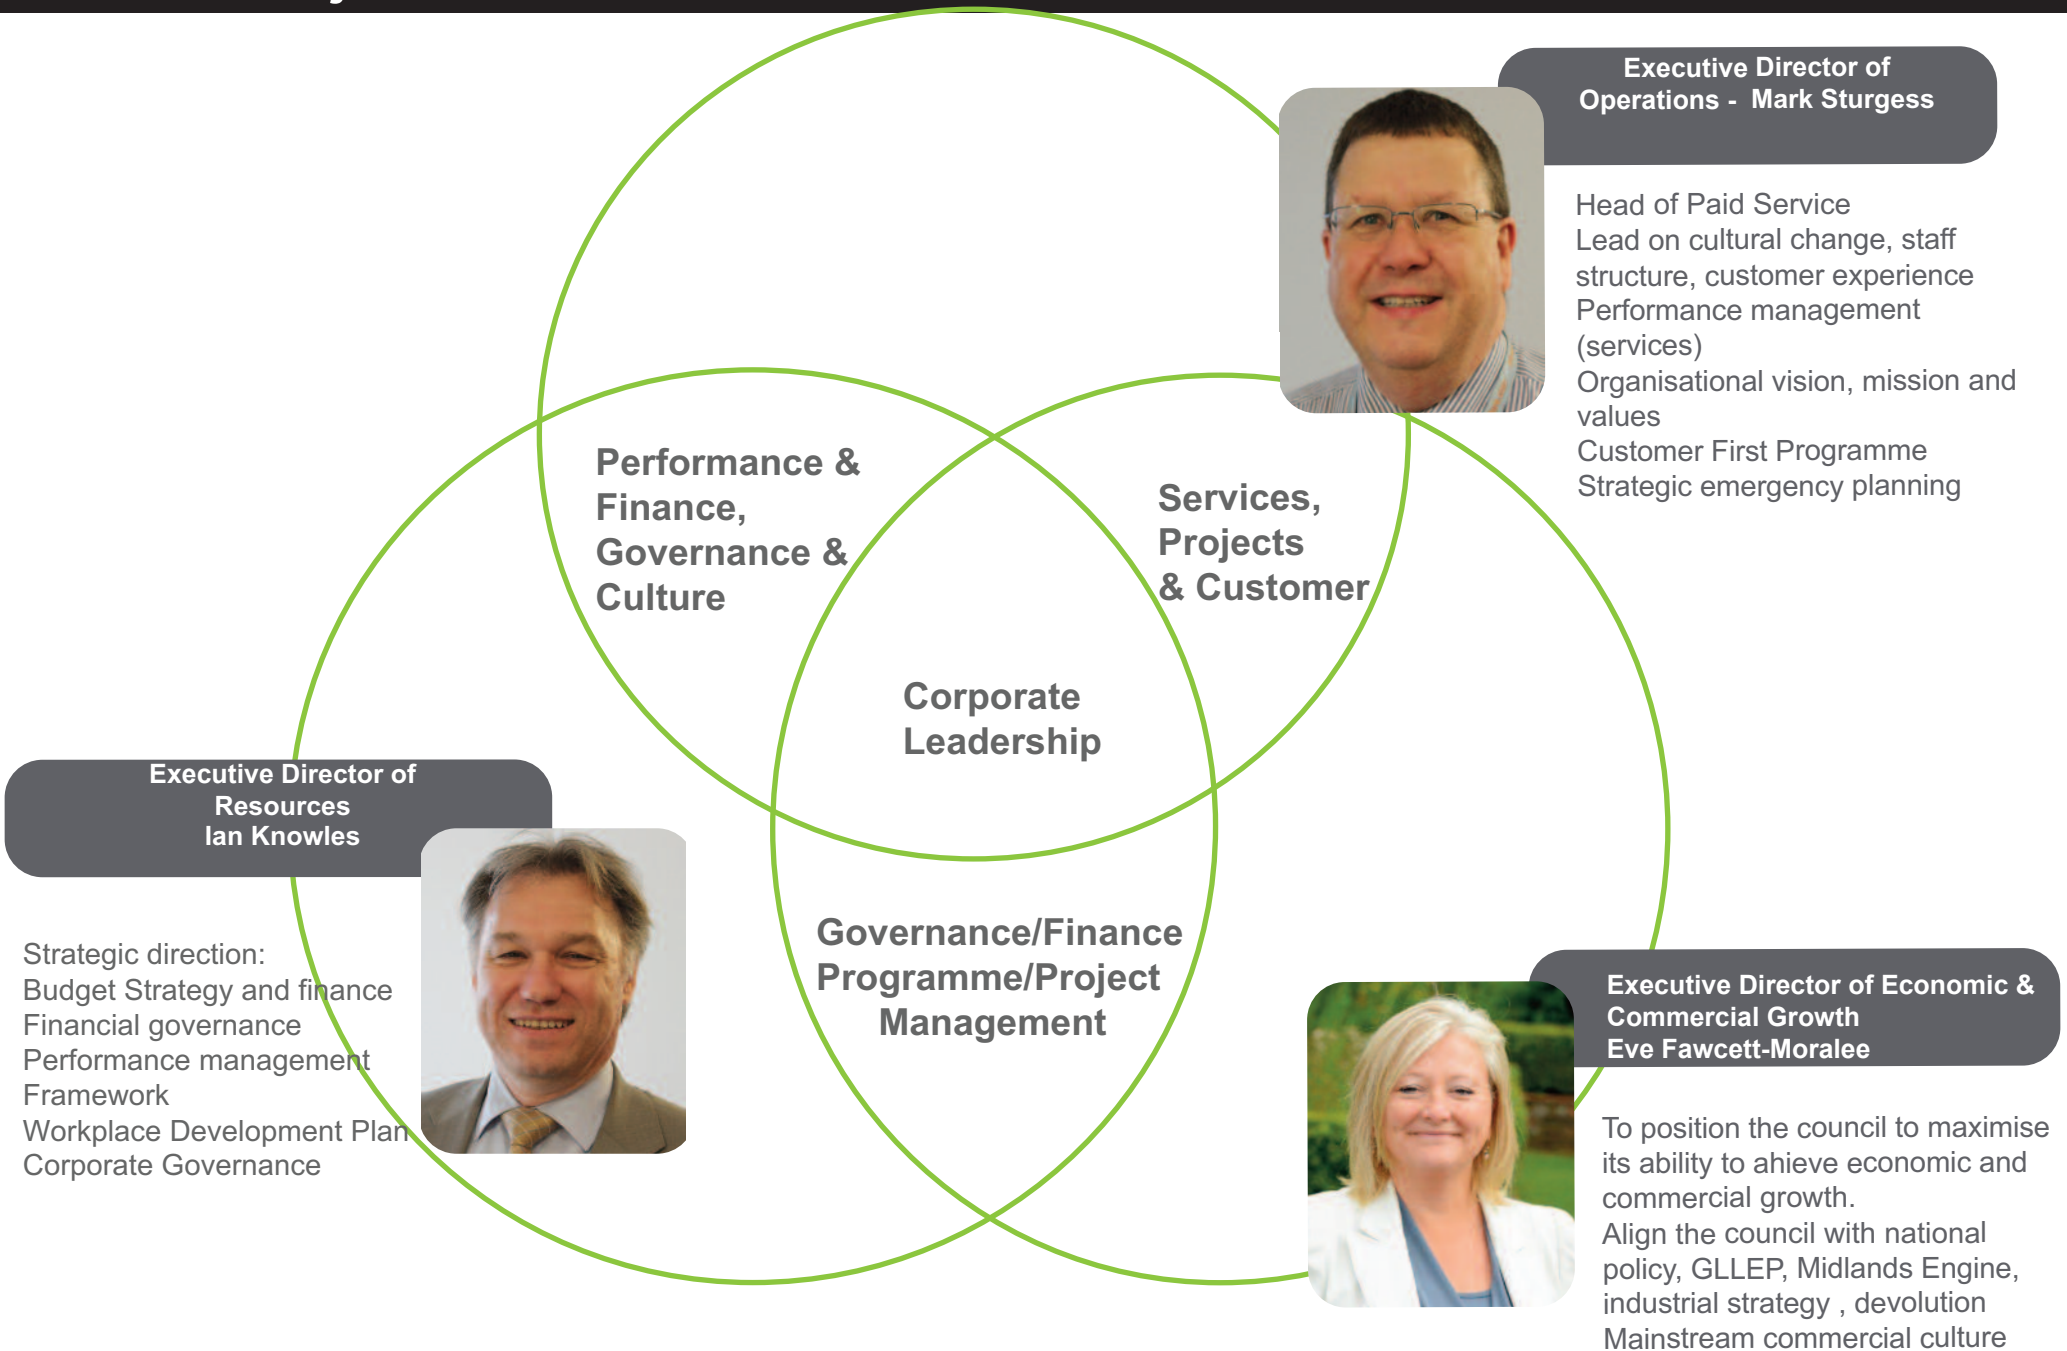 Executive Director of
Operations - Mark Sturgess
Head of Paid Service
Lead on cultural change, staff
structure, customer experience
Performance management
(services)
Organisational vision, mission and
values
Customer First Programme
Strategic emergency planning
Performance &
Finance,
Governance &
Culture
Services,
Projects
& Customer
Corporate
Leadership
Executive Director of
Resources
Ian Knowles
Strategic direction:
Budget Strategy and finance
Financial governance
Performance management
Framework
Workplace Development Plan
Corporate Governance
Governance/Finance
Programme/Project
Management
Executive Director of Economic &
Commercial Growth
Eve Fawcett-Moralee
To position the council to maximise
its ability to ahieve economic and
commercial growth.
Align the council with national
policy, GLLEP, Midlands Engine,
industrial strategy , devolution
Mainstream commercial culture